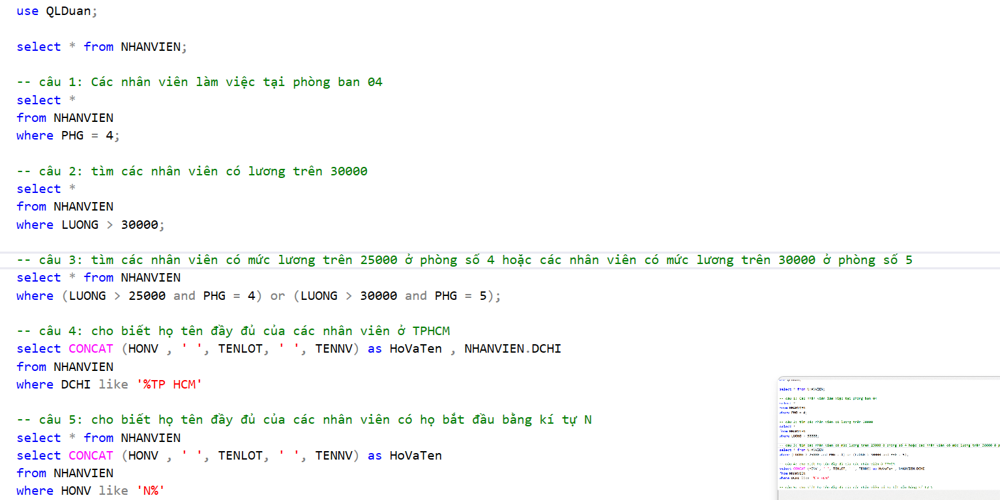 use QLDuan;
select * from NHANVIEN;
-- câu 1: Các nhân viên làm việc tại phòng ban 04
select *
from NHANVIEN
where PHG = 4;
-- câu 2: tìm các nhân viên có lương trên 30000
select *
from NHANVIEN
where LUONG > 30000;
-- câu 3: tìm các nhân viên có mức lương trên 25000 ở phòng số 4 hoặc các nhân viên có mức lương trên 30000 ở phòng số 5
select * from NHANVIEN
where (LUONG > 25000 and PHG = 4) or (LUONG > 30000 and PHG = 5);
-- câu 4: cho biết họ tên đầy đủ của các nhân viên ở TPHCM
select CONCAT (HONV , ' ', TENLOT, ' ', TENNV) as HoVaTen , NHANVIEN.DCHI
from NHANVIEN
where DCHI like '%TP HCM'
-- câu 5: cho biết họ tên đầy đủ của các nhân viên có họ bắt đầu bằng kí tự N
select * from NHANVIEN
select CONCAT (HONV , ' ', TENLOT, ' ', TENNV) as HoVaTen
from NHANVIEN
where HONV like 'N%'